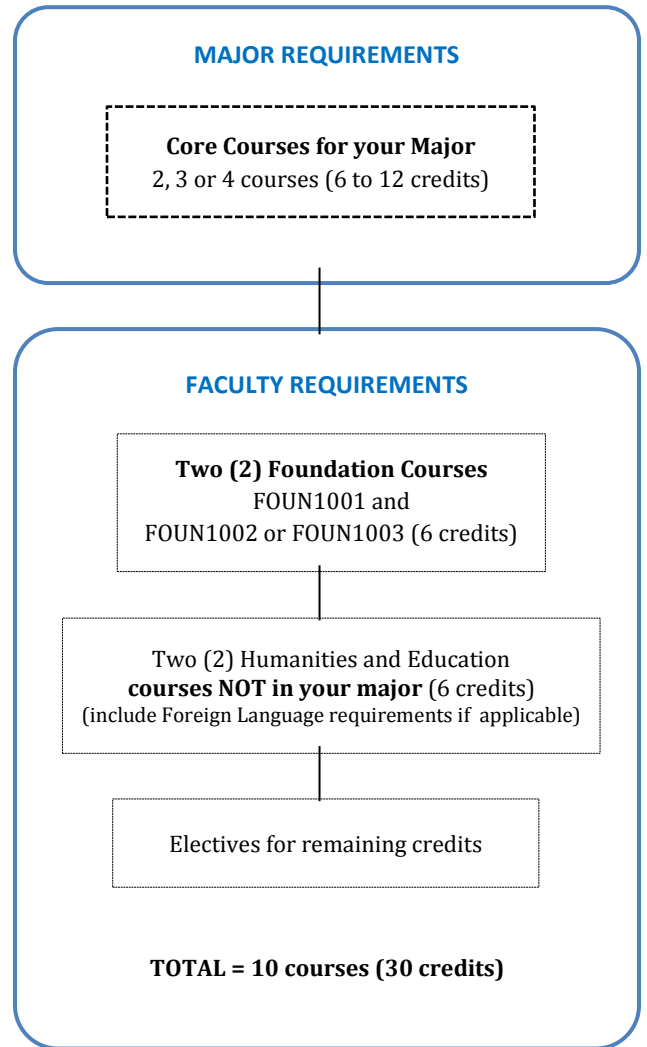 MAJOR REQUIREMENTS
Core Courses for your Major
2, 3 or 4 courses (6 to 12 credits)
FACULTY REQUIREMENTS
Two (2) Foundation Courses
FOUN1001 and
FOUN1002 or FOUN1003 (6 credits)
Two (2) Humanities and Education
courses NOT in your major (6 credits)
(include Foreign Language requirements if applicable)
Electives for remaining credits
TOTAL = 10 courses (30 credits)